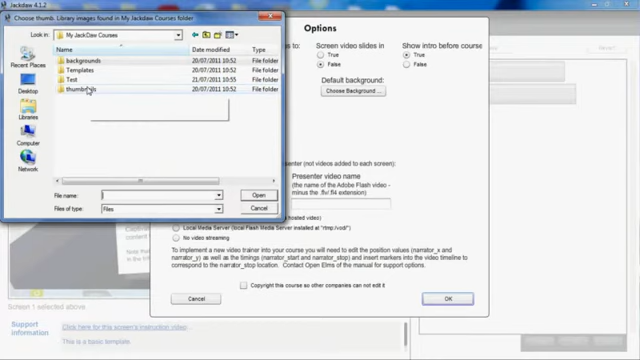 Jackdaw 4.1.2
Choose thumb. Library images found in My Jackdaw Courses folder
Look in:
My JackDaw Courses
Name
Date modified
Type
backgrounds
20/07/2011 10:52
File folder
Templates
20/07/2011 10:52
File folder
Test
21/07/2011 10:55
File folder
20/07/2011 10:52
File folder
Recent Places
Desktop
Libraries
Computer
Network
File name:
Open
Files of type:
Files
Cancel
Options
s to:
Screen video slides in
Show intro before course
True
True
False
False
Default background:
Choose Background ...
Presenter (not videos added to each screen)
Presenter video name
(the name of the Adobe Flash video -
minus the .flv/ f4 extension)
hosted video)
Local Media Server (local Flash Media Server installed at "rtmp:/vod/")
No video streaming
To implement a new video trainer into your course you will need to edit the position values (narrator_x and
narrator_y) as well as the timings (narrator_start and narrator_stop) and insert markers into the video timeline to
correspond to the narrator_stop location. Contact Open Elms of the manual for support options.
Copyright this course so other companies can not edit it
Cancel
OK
Screen 1 selected above.
Support
information
Click here for this screen's instruction video
This is a basic template.